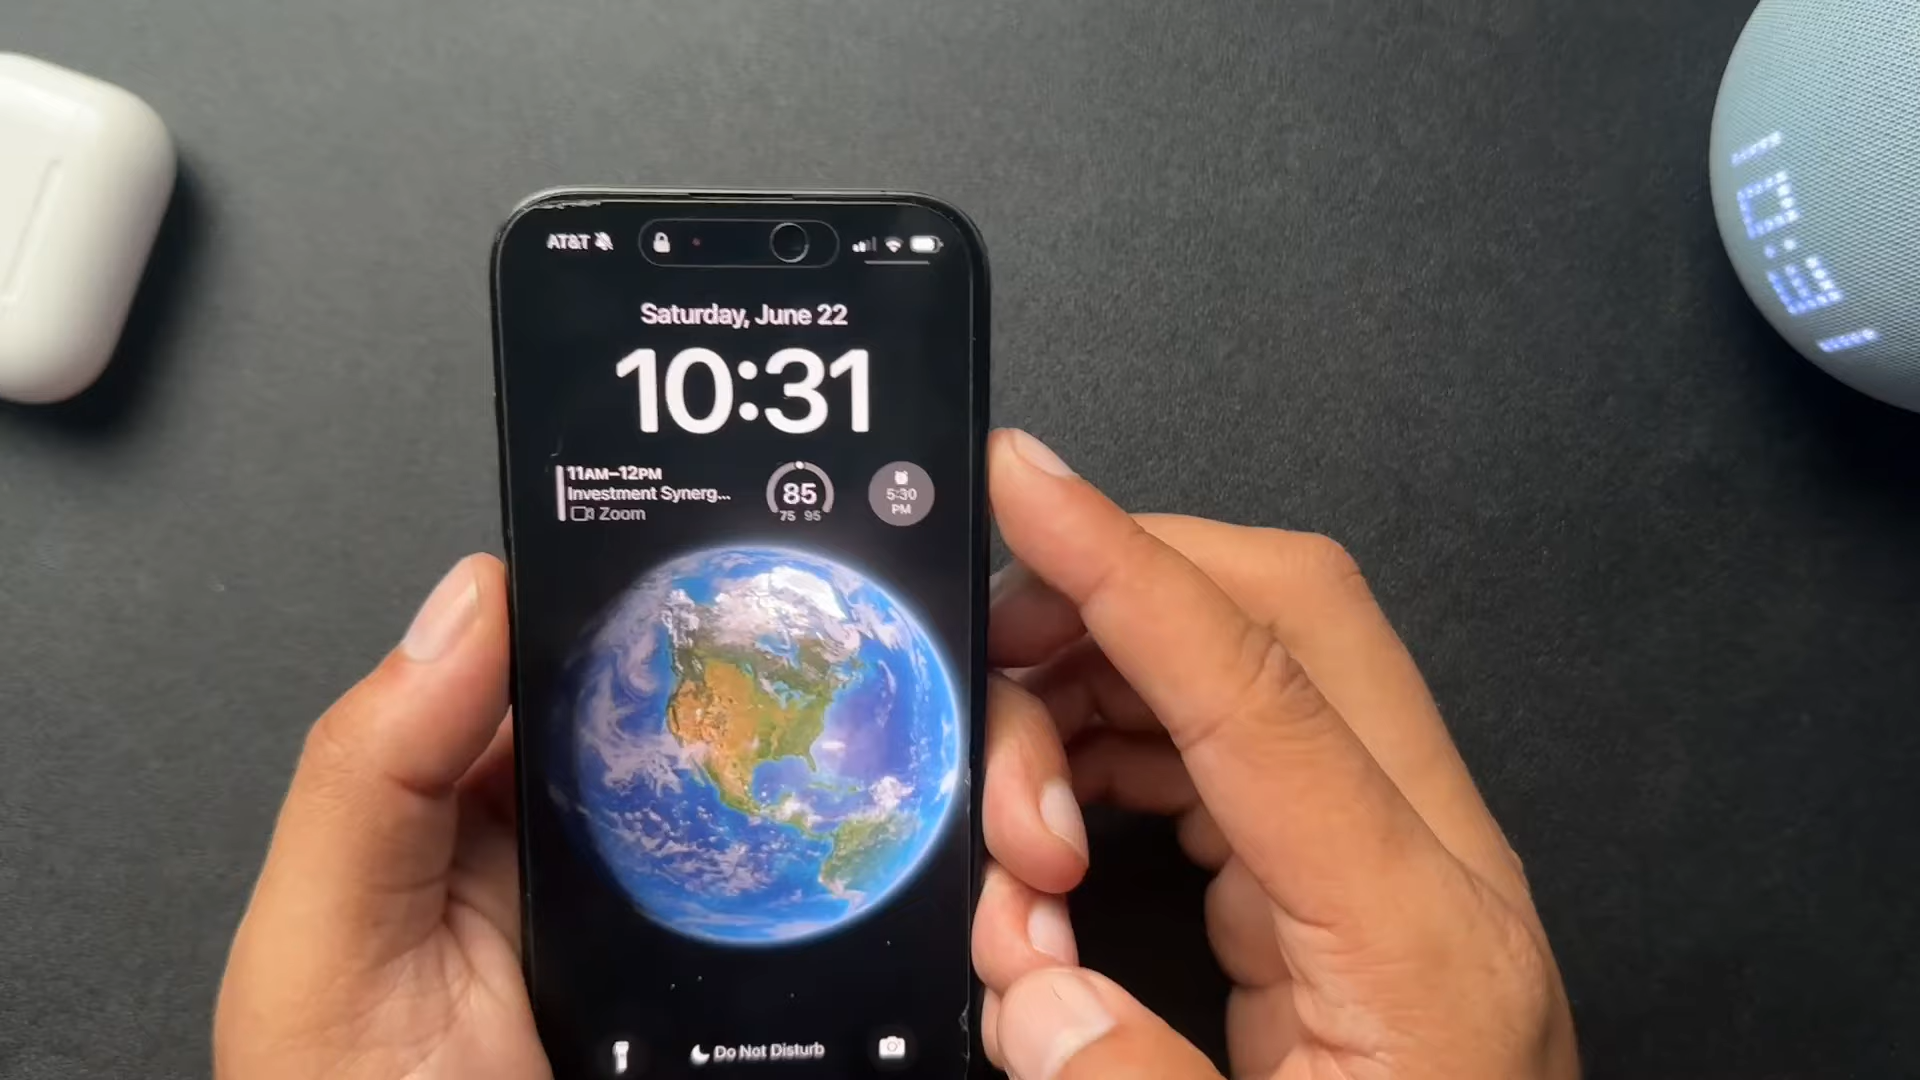 AT&T
Saturday, June 22
10:31
11AM–12PM
Investment Synerg...
Zoom
85
75 95
5:30
PM
Do Not Disturb